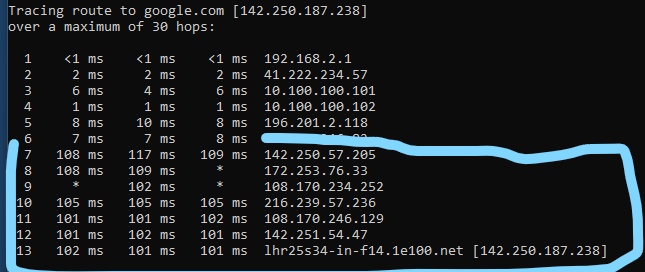 Tracing route to google.com [142.250.187.238]
over a maximum of 30 hops:
1 <1 ms <1 ms <1 ms 192.168.2.1
2 2 ms 2 ms 2 ms 41.222.234.57
3 6 ms 4 ms 6 ms 10.100.100.101
4 1 ms 1 ms 1 ms 10.100.100.102
5 8 ms 10 ms 8 ms 196.201.2.118
6 7 ms 7 ms 8 ms
7 108 ms 117 ms 109 ms 142.250.57.205
8 108 ms 109 ms * 172.253.76.33
9 * 102 ms * 108.170.234.252
10 105 ms 105 ms 105 ms 216.239.57.236
11 101 ms 101 ms 102 ms 108.170.246.129
12 101 ms 102 ms 101 ms 142.251.54.47
13 102 ms 101 ms 101 ms lhr25s34-in-f14.1e100.net [142.250.187.238]